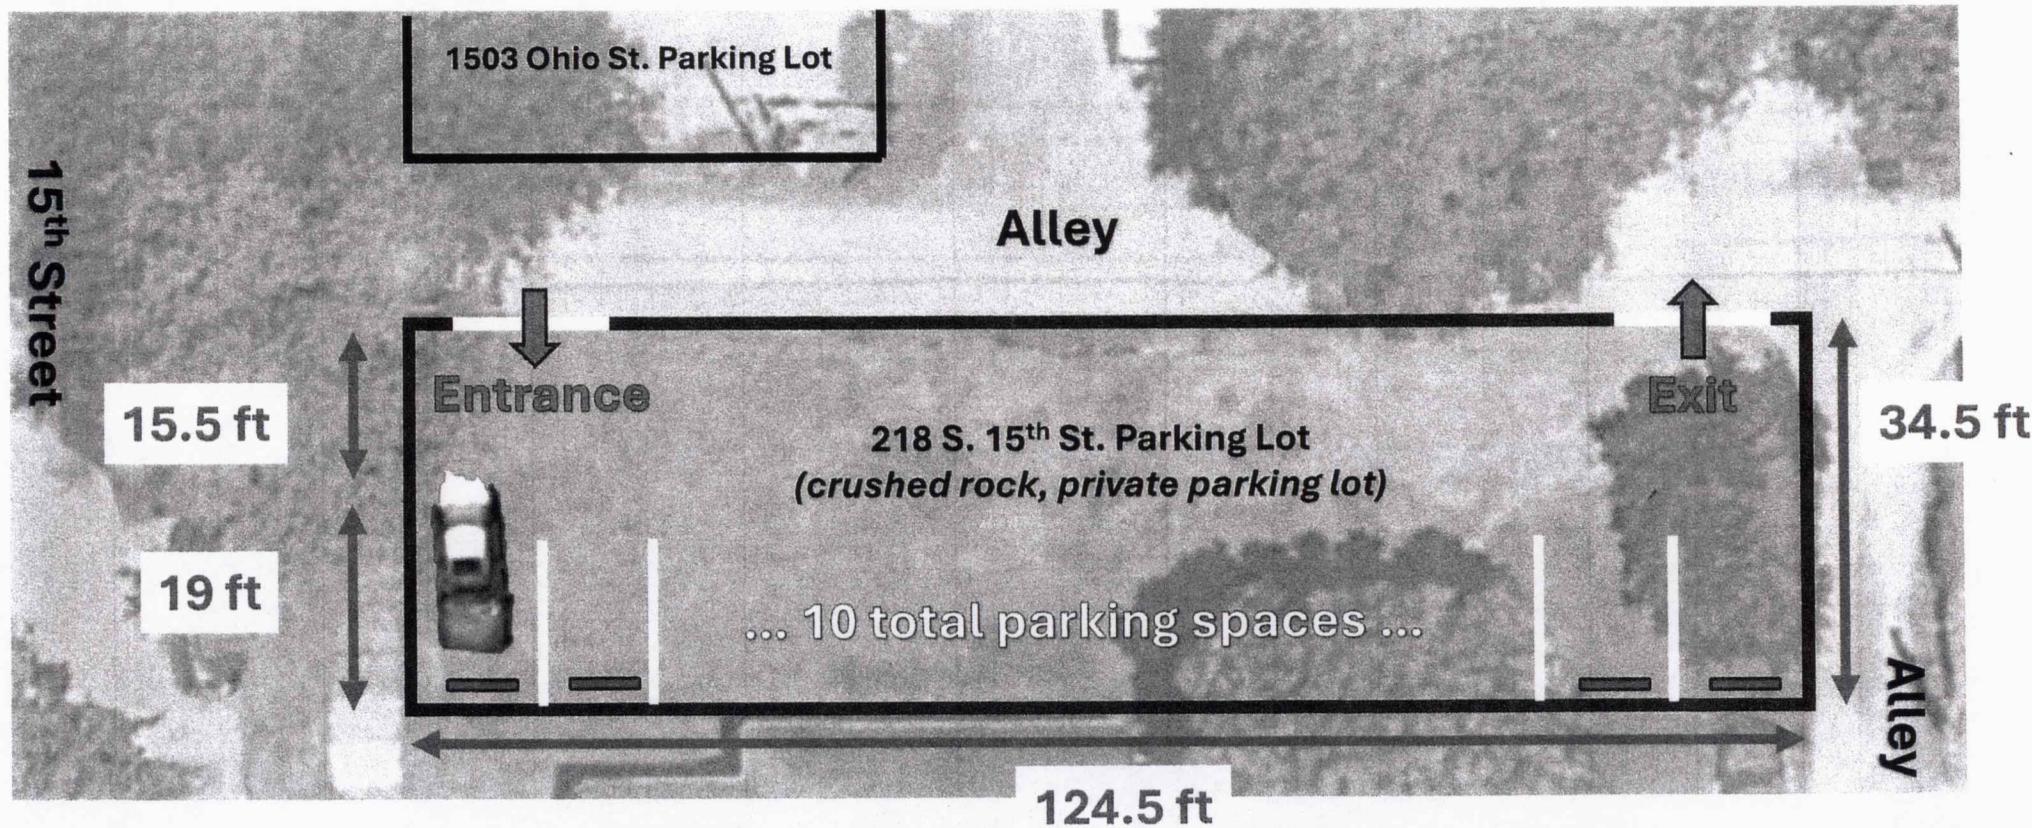 1503 Ohio St. Parking Lot
15th Street
Alley
Entrance
Exit
15.5 ft
34.5 ft
218 S. 15th St. Parking Lot
(crushed rock, private parking lot)
19 ft
... 10 total parking spaces ...
Alley
124.5 ft